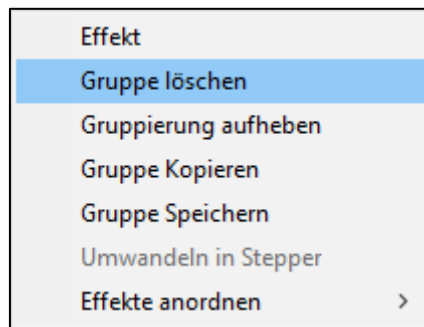 Effekt
Gruppe löschen
Gruppierung aufheben
Gruppe Kopieren
Gruppe Speichern
Umwandeln in Stepper
Effekte anordnen